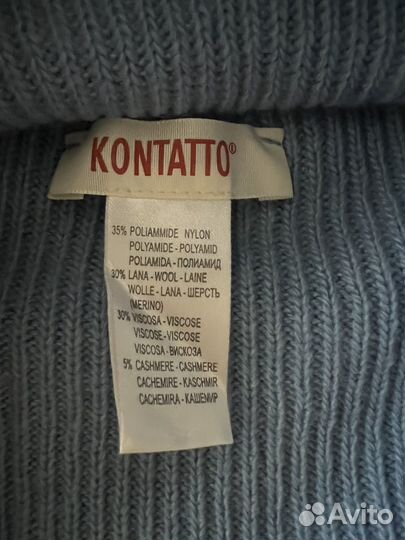 KONTATTO®
35% POLIAMMIDE NYLON
POLYAMIDE - POLYAMID
POLIAMIDA - ПОЛИАМИД
30% LANA - WOOL - LAINE
WOLLE - LANA - ШЕРСТЬ
(MERINO)
30% VISCOSA - VISCOSE
VISCOSE - VISCOSE
VISCOSA - ВИСКОЗА
5% CASHMERE - CASHMERE
CACHEMIRE - KASCHMIR
CACHEMIRA - КАШЕМИР
Avito